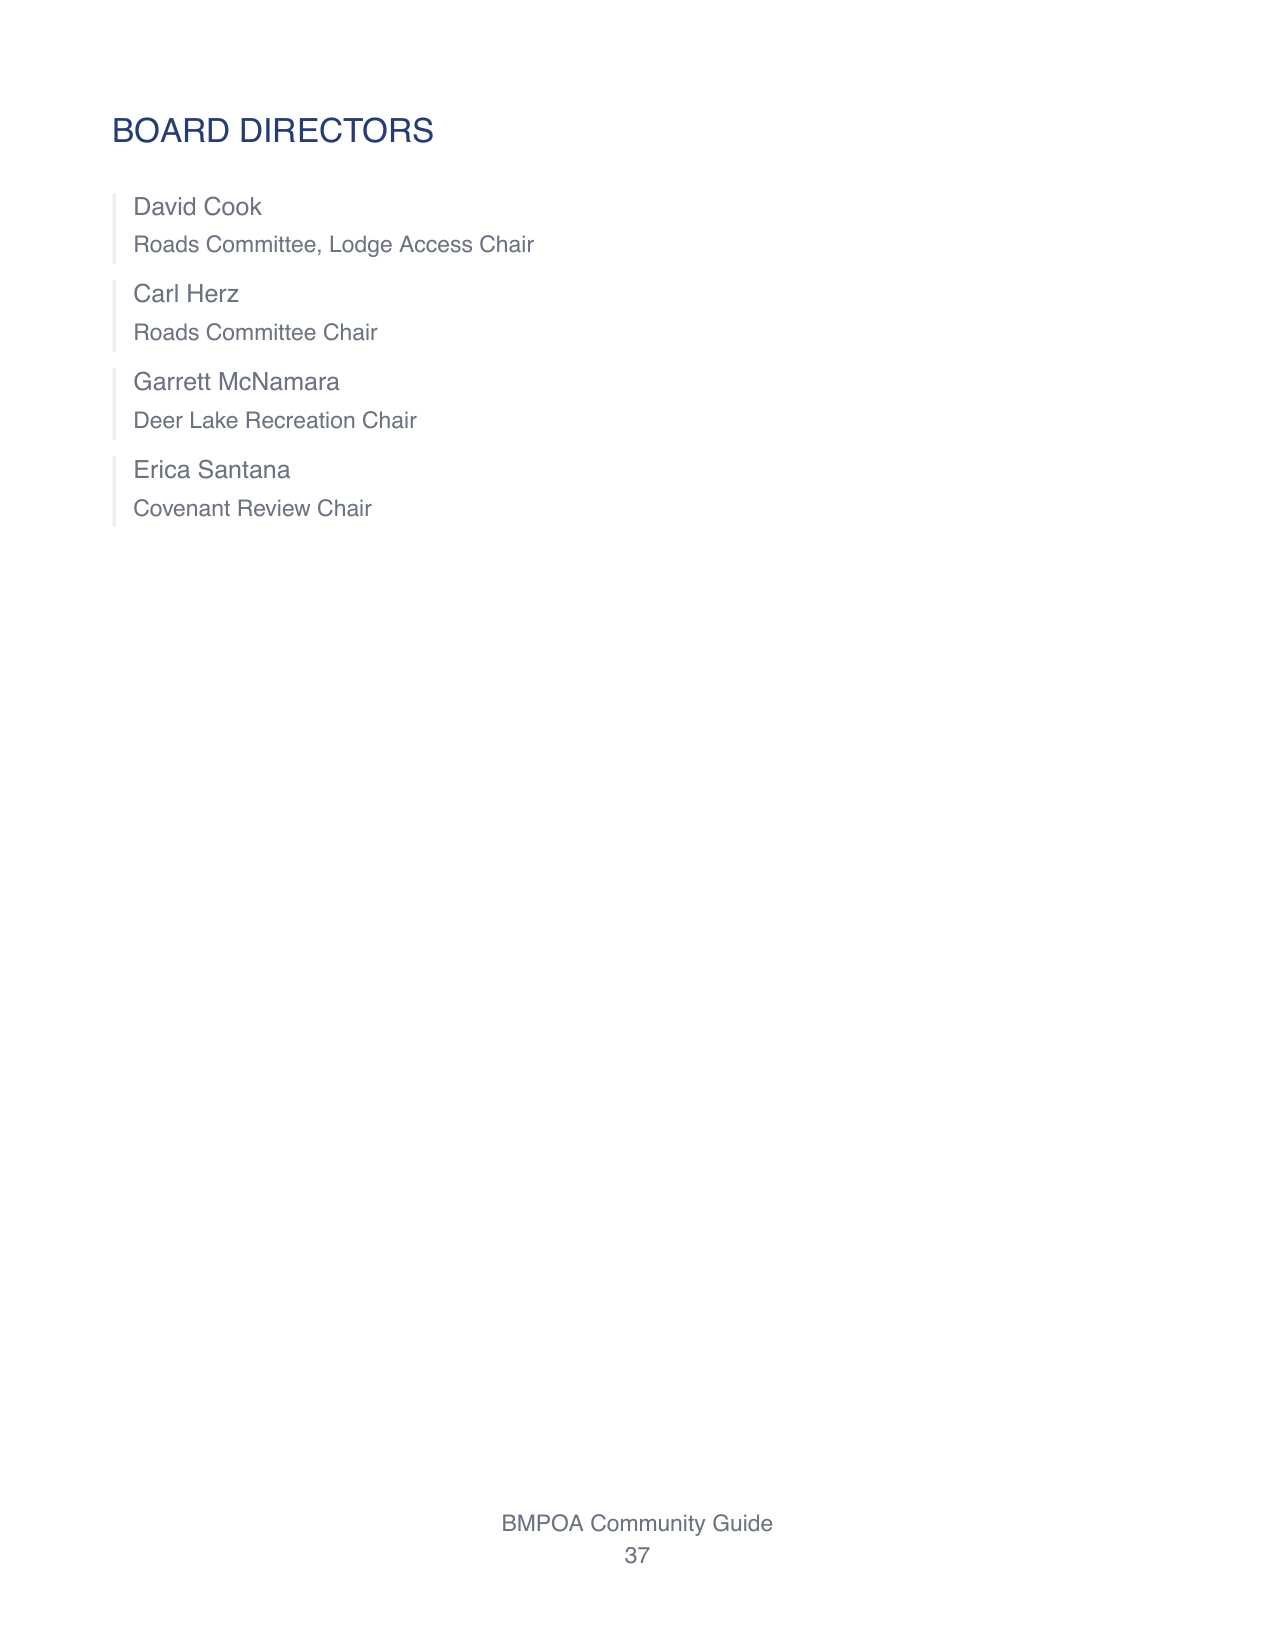 BOARD DIRECTORS
David Cook
Roads Committee, Lodge Access Chair
Carl Herz
Roads Committee Chair
Garrett McNamara
Deer Lake Recreation Chair
Erica Santana
Covenant Review Chair
BMPOA Community Guide
37